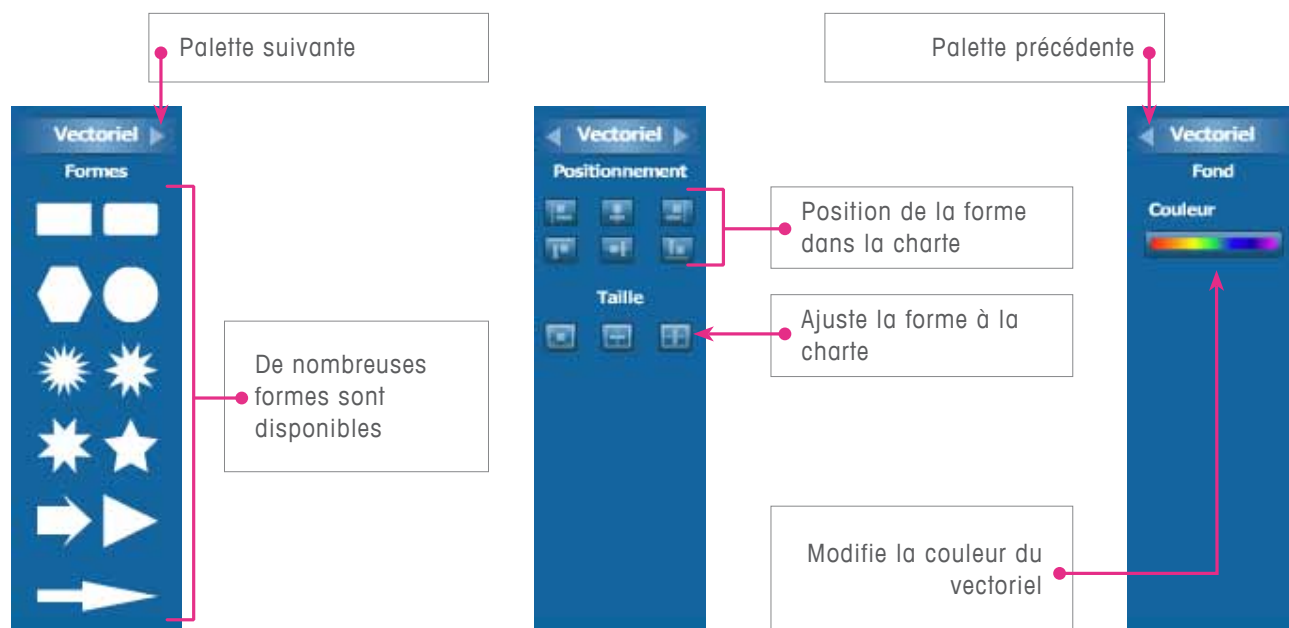 Palette suivante
Palette précédente
Vectoriel
Formes
De nombreuses
formes sont
disponibles
Vectoriel
Positionnement
Position de la forme
dans la charte
Taille
Ajuste la forme à la
charte
Vectoriel
Fond
Couleur
Modifie la couleur du
vectoriel